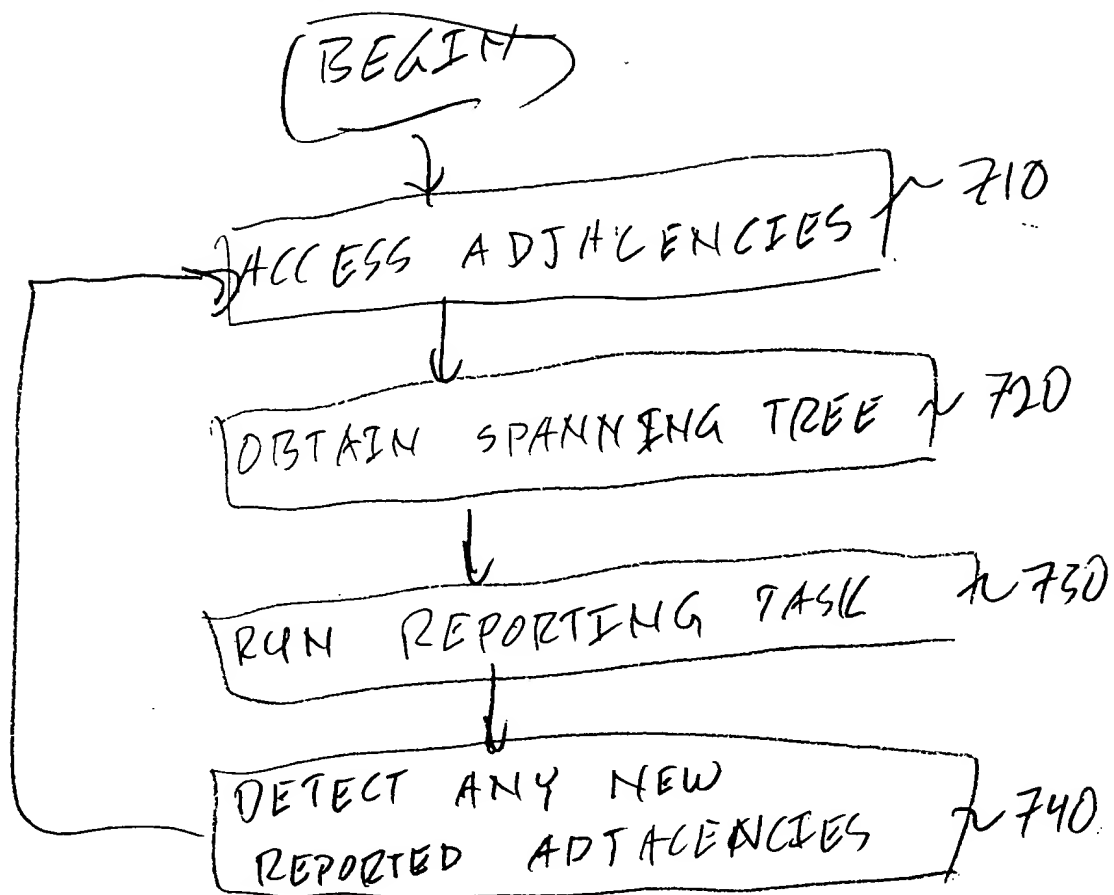 BEGIN
ACCESS ADJACENCIES 710
OBTAIN SPANNING TREE 720
RUN REPORTING TASK 730
DETECT ANY NEW
REPORTED ADJACENCIES 740